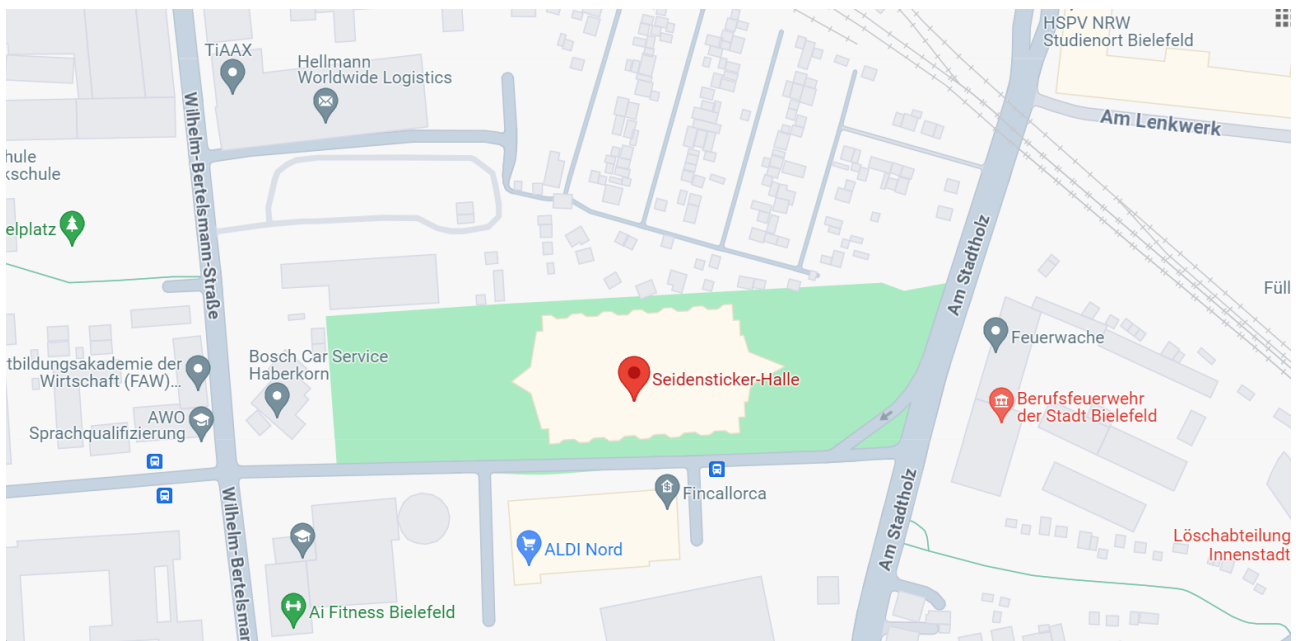 TiAAX
Hellmann
Worldwide Logistics
HSPV NRW
Studienort Bielefeld
Am Lenkwerk
Wilhelm-Bertelsmann-Straße
hule
kschule
elplatz
Am Stadtholz
Füll
Feuerwache
Bosch Car Service
Haberkorn
tbildungsakademie der
Wirtschaft (FAW)...
Seidensticker-Halle
Berufsfeuerwehr
der Stadt Bielefeld
AWO
Sprachqualifizierung
Wilhelm-Bertelsma
Fincallorca
Am Stadtholz
ALDI Nord
Löschabteilung
Innenstadt
Ai Fitness Bielefeld